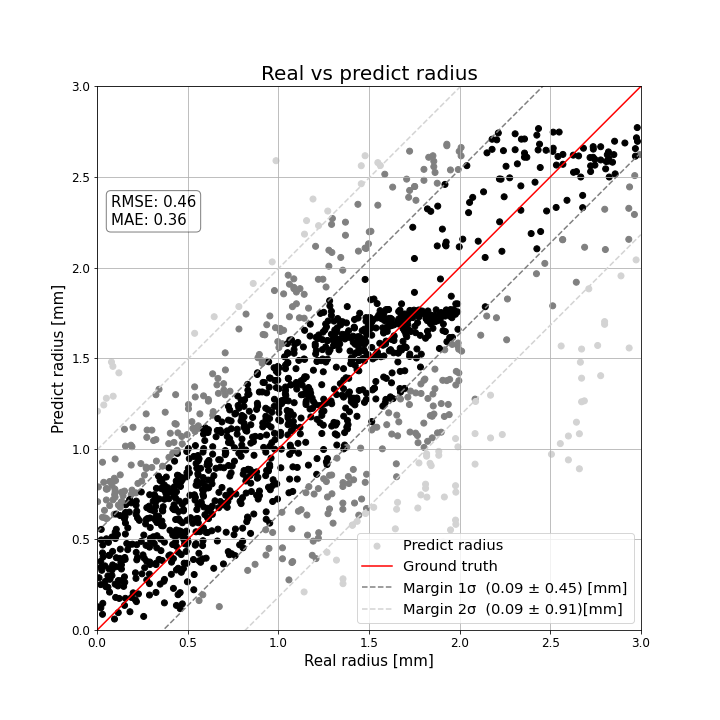 Real vs predict radius
3.0
2.5
2.0
1.5
1.0
0.5
0.0
Predict radius [mm]
RMSE: 0.46
MAE: 0.36
Predict radius
Ground truth
Margin 1σ  (0.09 ± 0.45) [mm]
Margin 2σ  (0.09 ± 0.91)[mm]
0.0 0.5 1.0 1.5 2.0 2.5 3.0
Real radius [mm]